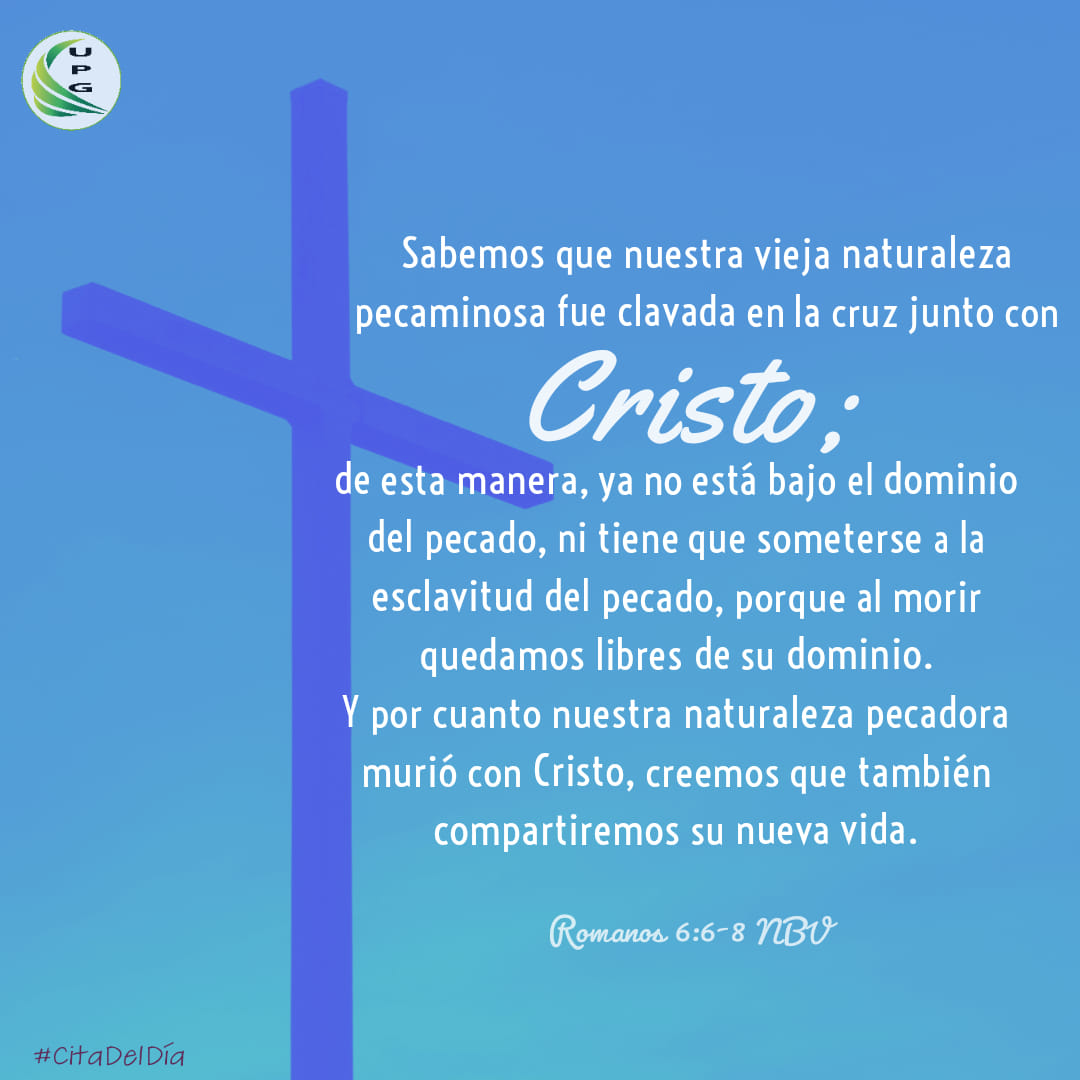 U
P
G
Sabemos que nuestra vieja naturaleza
pecaminosa fue clavada en la cruz junto con
Cristo;
de esta manera, ya no está bajo el dominio
del pecado, ni tiene que someterse a la
esclavitud del pecado, porque al morir
quedamos libres de su dominio.
Y por cuanto nuestra naturaleza pecadora
murió con Cristo, creemos que también
compartiremos su nueva vida.
Romanos 6:6-8 NBV
#CitaDelDía